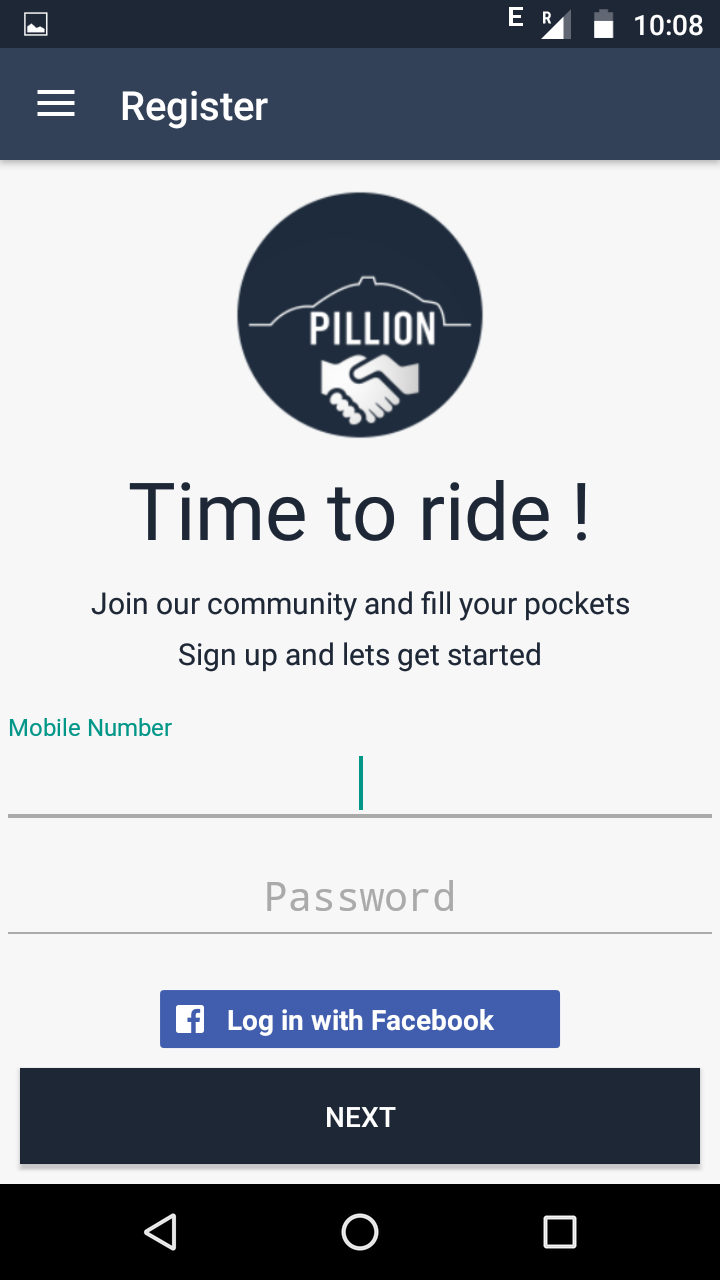 E R 10:08
Register
PILLION
Time to ride !
Join our community and fill your pockets
Sign up and lets get started
Mobile Number
Password
Log in with Facebook
NEXT